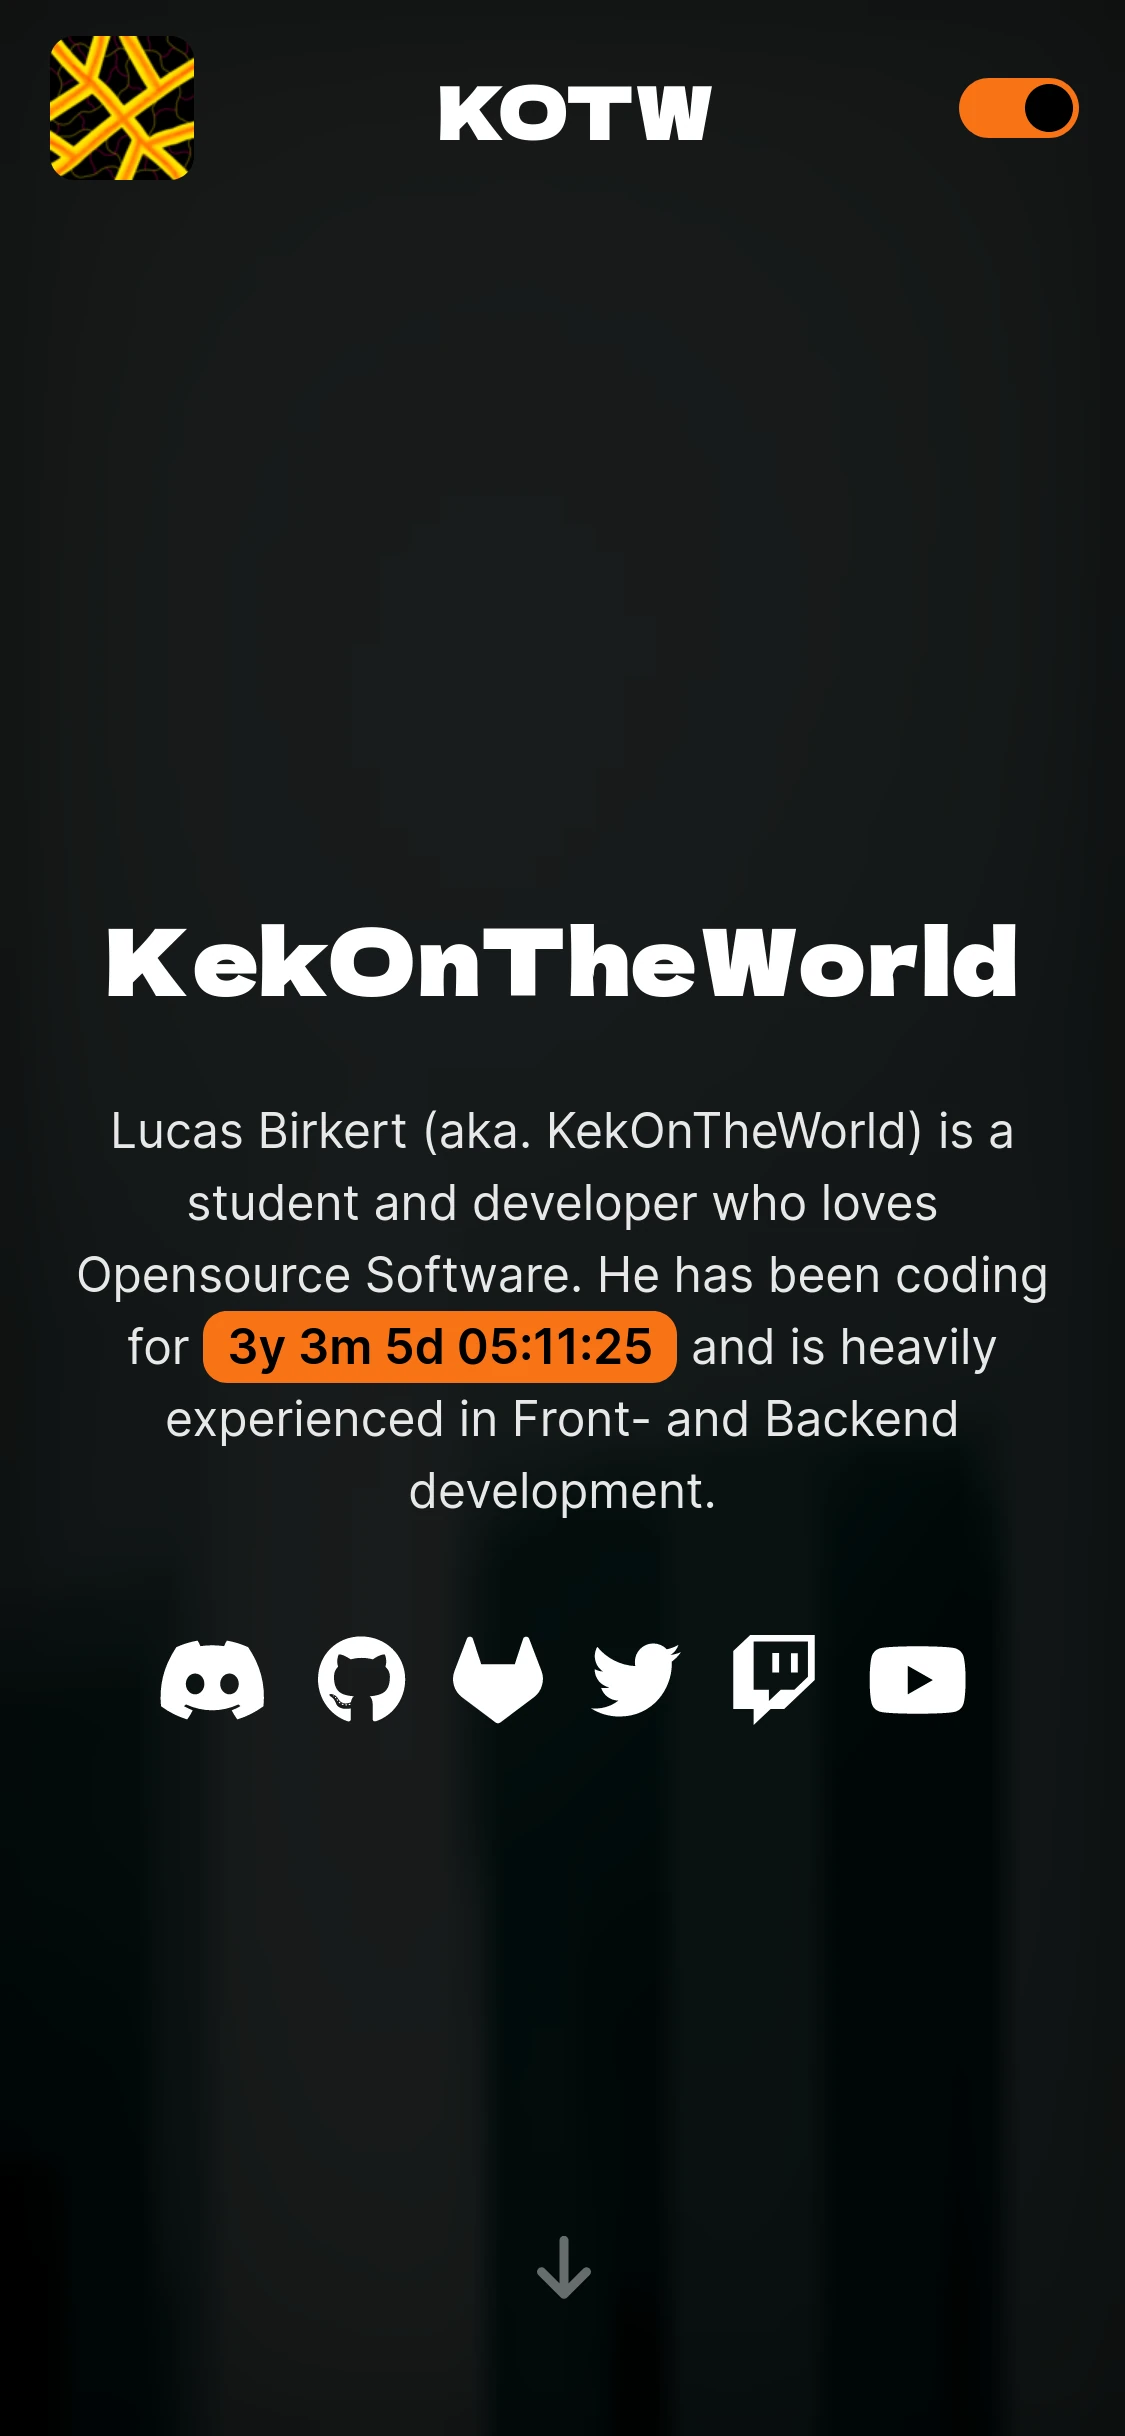 KOTW
KekOnTheWorld
Lucas Birkert (aka. KekOnTheWorld) is a
student and developer who loves
Opensource Software. He has been coding
for 3y 3m 5d 05:11:25 and is heavily
experienced in Front- and Backend
development.